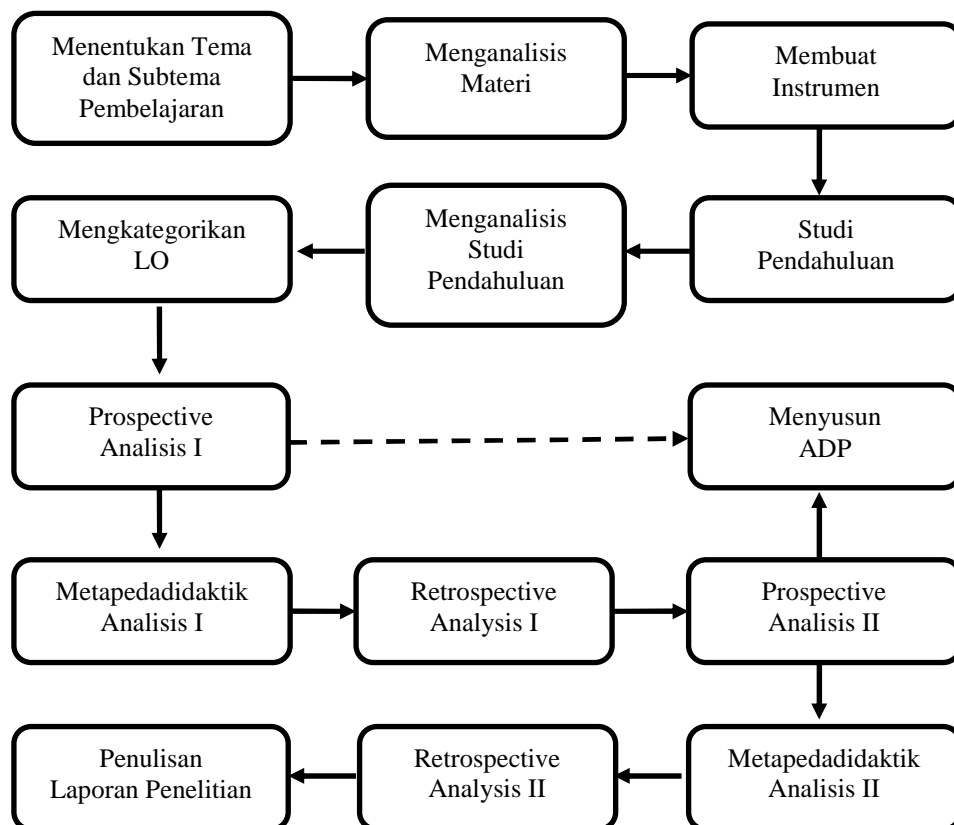 Menentukan Tema
dan Subtema
Pembelajaran
Menganalisis
Materi
Membuat
Instrumen
Mengkategorikan
LO
Menganalisis
Studi
Pendahuluan
Studi
Pendahuluan
Prospective
Analisis I
Menyusun
ADP
Metapedadidaktik
Analisis I
Retrospective
Analysis I
Prospective
Analisis II
Penulisan
Laporan Penelitian
Retrospective
Analysis II
Metapedadidaktik
Analisis II